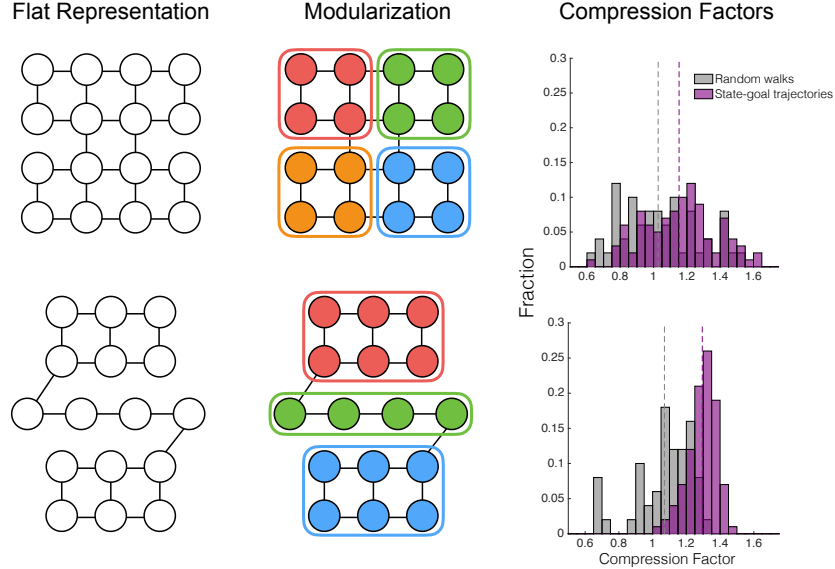 Flat Representation
Modularization
Compression Factors
0.3
0.25
0.2
0.15
0.1
0.05
0
0.6 0.8 1 1.2 1.4 1.6
Random walks
State-goal trajectories
Fraction
0.3
0.25
0.2
0.15
0.1
0.05
0
0.6 0.8 1 1.2 1.4 1.6
Compression Factor